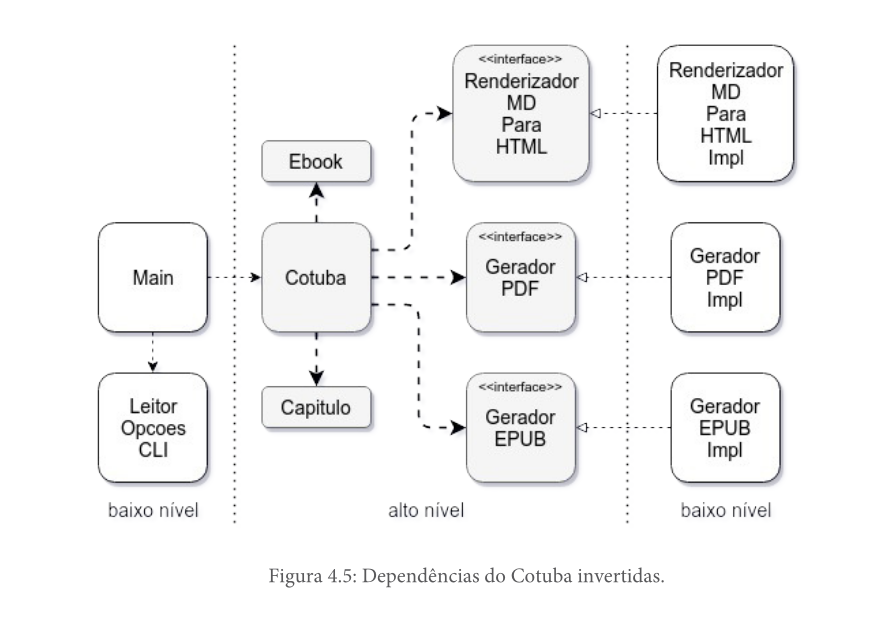 <<interface>>
Renderizador
MD
Para
HTML
Renderizador
MD
Para
HTML
Impl
Ebook
Main
Cotuba
<<interface>>
Gerador
PDF
Gerador
PDF
Impl
Leitor
Opcoes
CLI
Capitulo
<<interface>>
Gerador
EPUB
Gerador
EPUB
Impl
baixo nível
alto nível
baixo nível
Figura 4.5: Dependências do Cotuba invertidas.